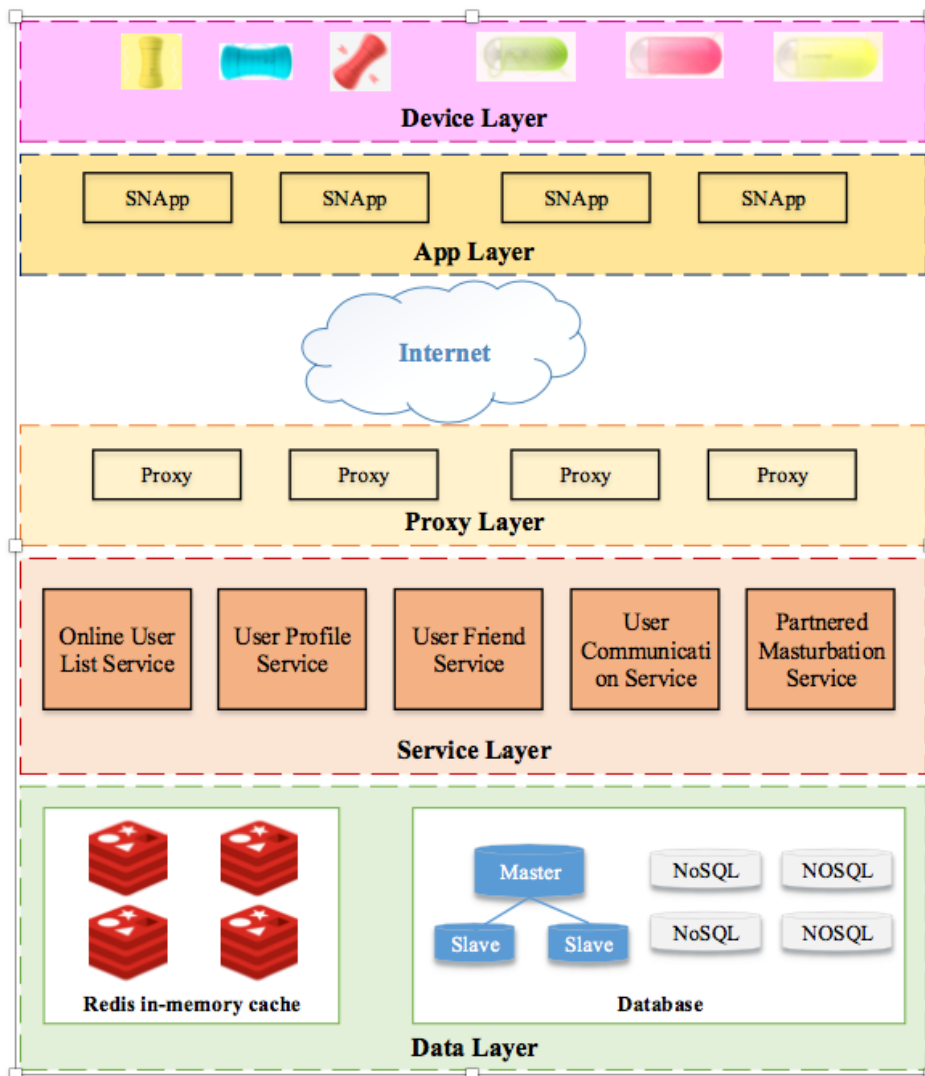 Device Layer
SNApp
SNApp
SNApp
SNApp
App Layer
Internet
Proxy
Proxy
Proxy
Proxy
Proxy Layer
Online User
List Service
User Profile
Service
User Friend
Service
User
Communicati
on Service
Partnered
Masturbation
Service
Service Layer
Master
Slave
Slave
NoSQL
NOSQL
NoSQL
NOSQL
Redis in-memory cache
Database
Data Layer